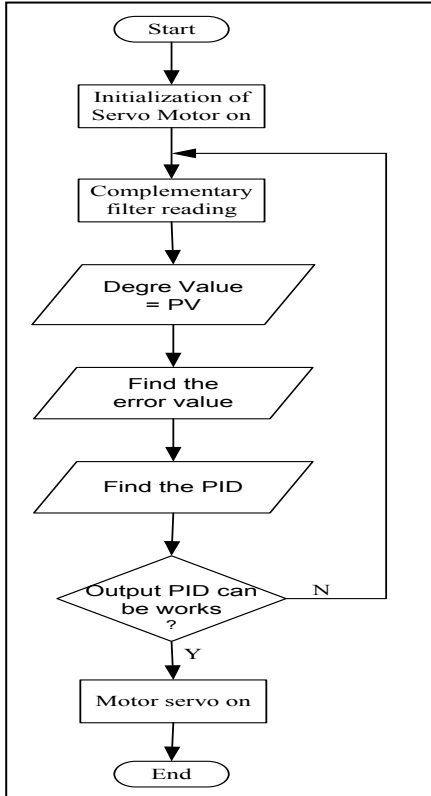 Start
Initialization of
Servo Motor on
Complementary
filter reading
Degre Value
= PV
Find the
error value
Find the PID
Output PID can
be works
?
N
Y
Motor servo on
End